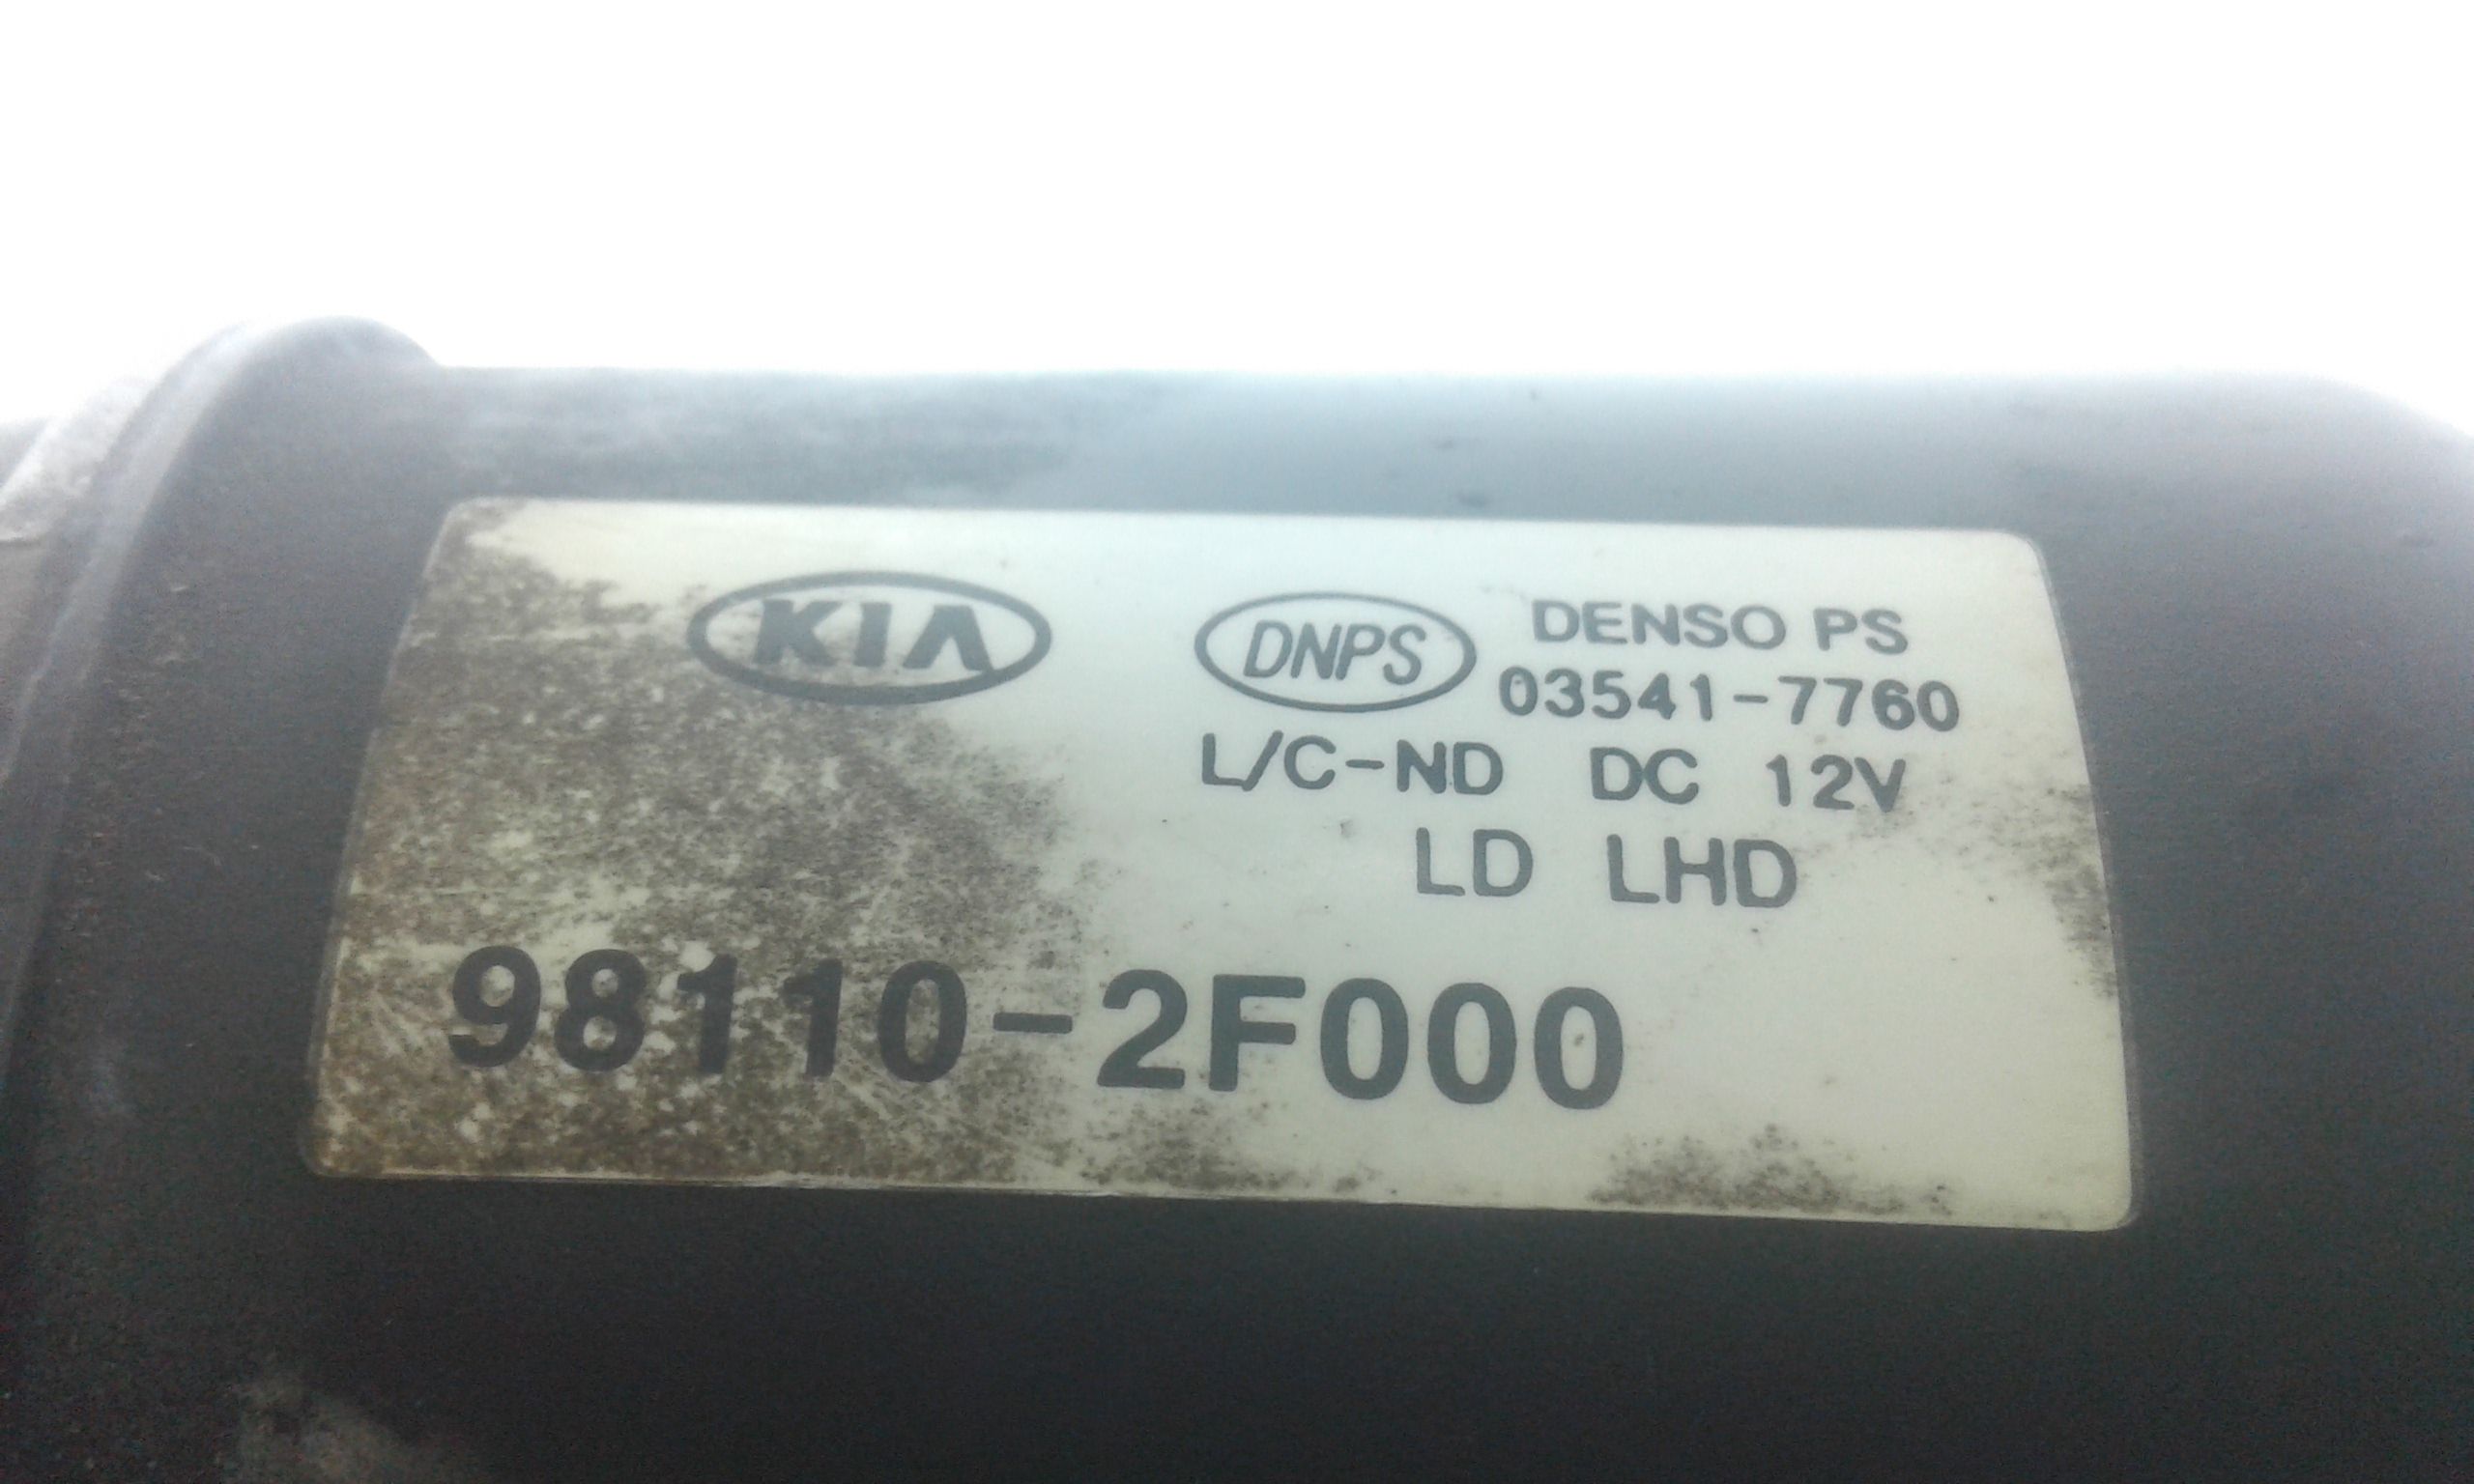 KIA DNPS DENSO PS
03541-7760
L/C-ND DC 12V
LD LHD
98110-2F000